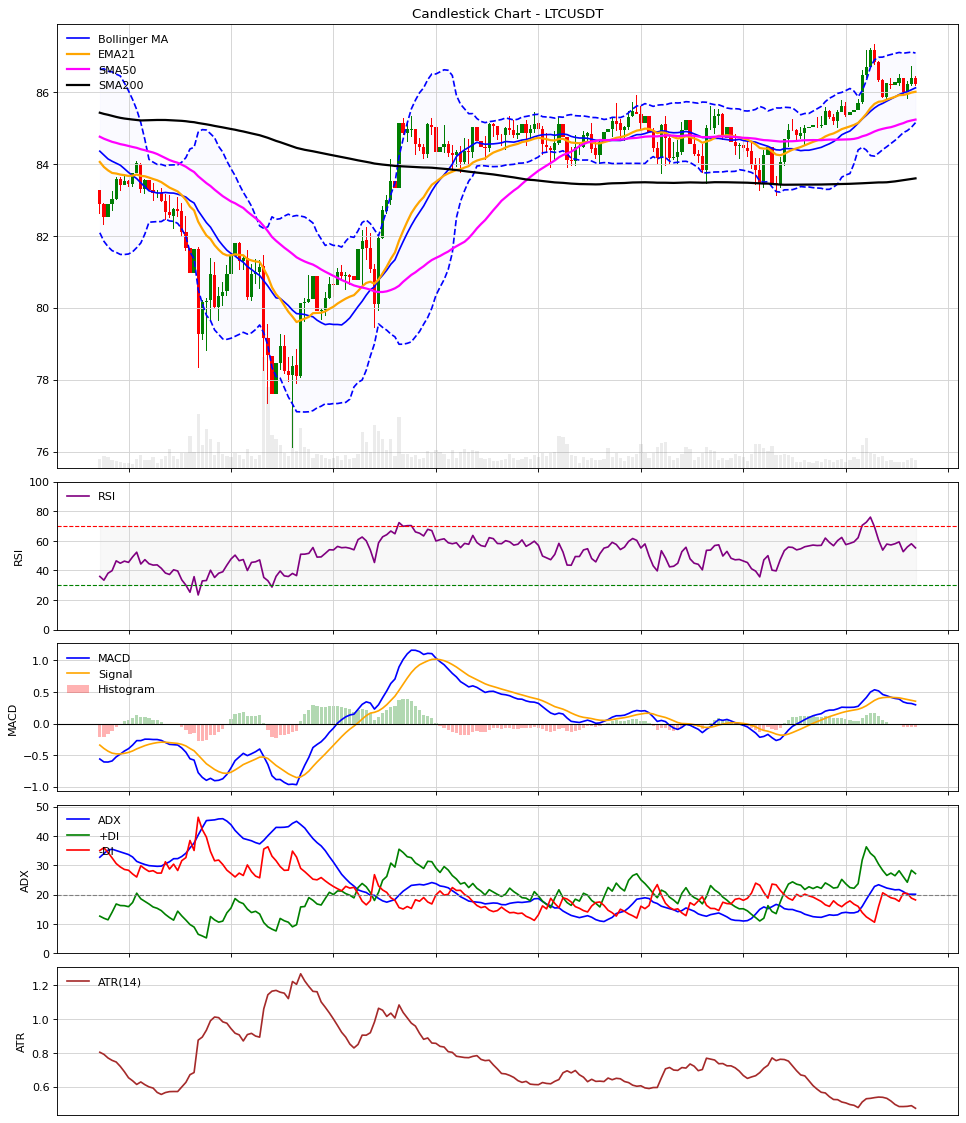 Candlestick Chart - LTCUSDT
Bollinger MA
EMA21
SMA50
SMA200
86
84
82
80
78
76
RSI
RSI
100
80
60
40
20
0
MACD
MACD
Signal
Histogram
1.0
0.5
0.0
−0.5
−1.0
ADX
ADX
+DI
-DI
50
40
30
20
10
0
ATR
ATR(14)
1.2
1.0
0.8
0.6